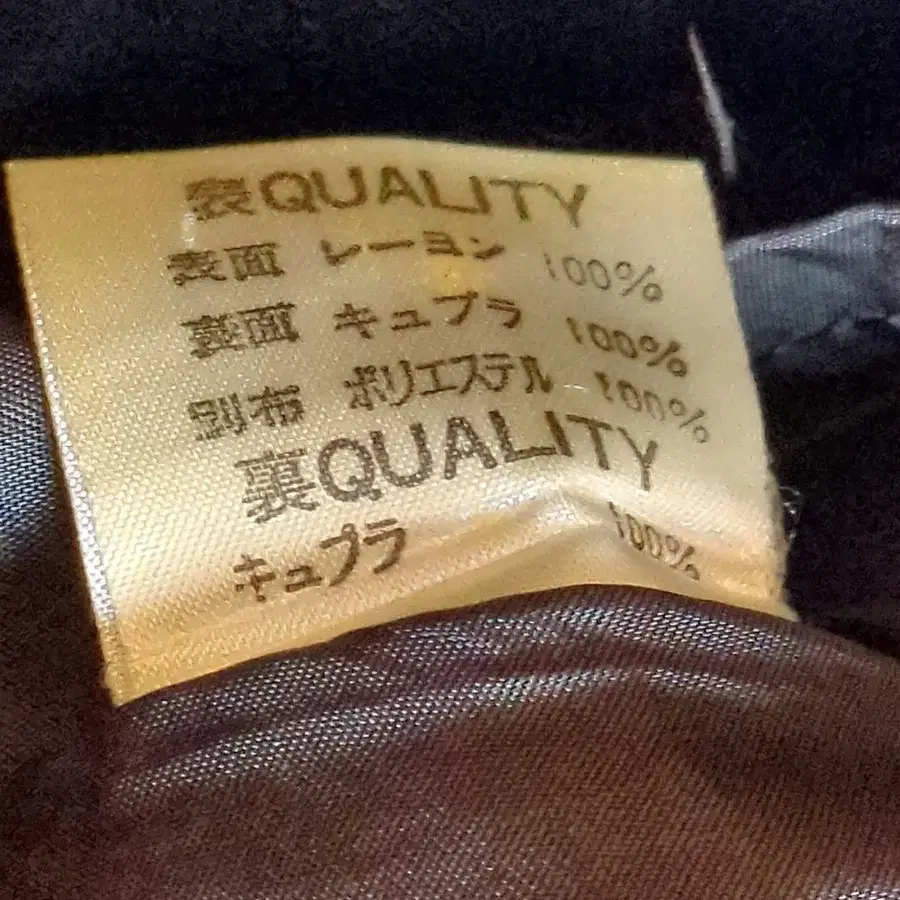 表QUALITY
表面 レーヨン 100%
裏面 キュプラ 100%
別布 ポリエステル 100%
裏QUALITY
キュプラ 100%